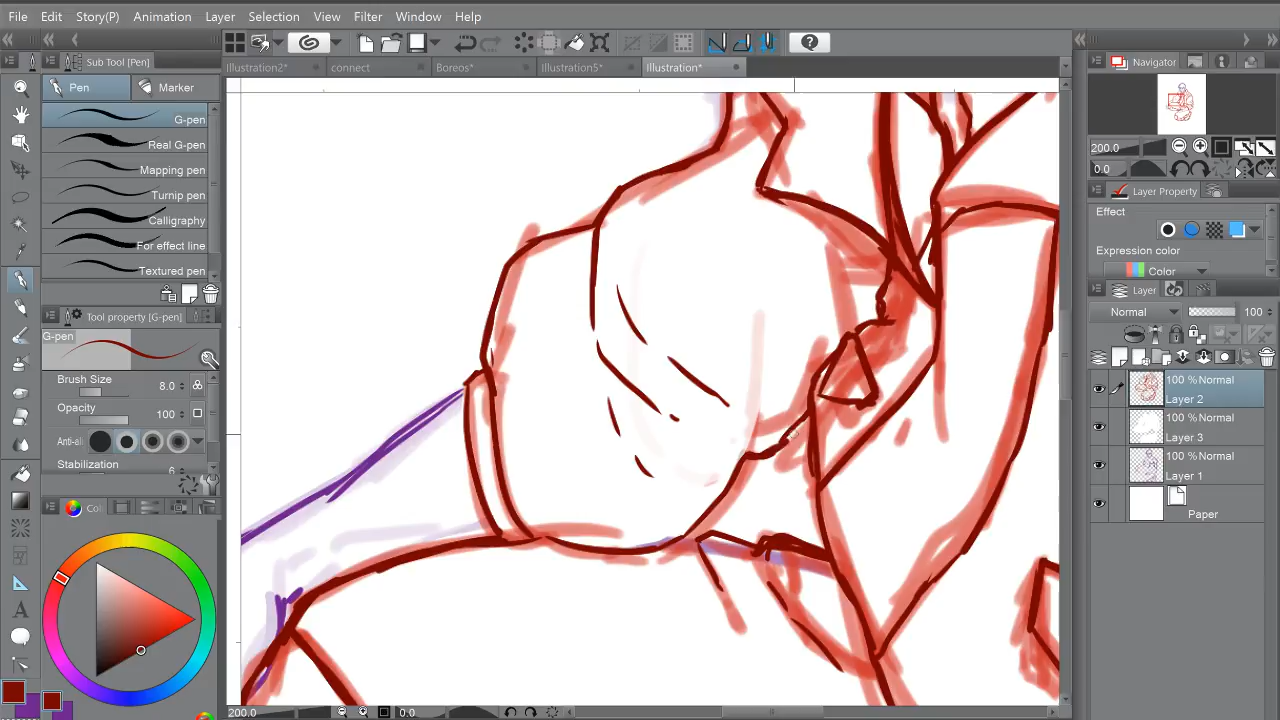 File Edit Story(P) Animation Layer Selection View Filter Window Help
Sub Tool [Pen]
Illustration2* connect Boreos* Illustration5* Illustration*
Navigator
Pen Marker
G-pen
Real G-pen
Mapping pen
Turnip pen
Calligraphy
For effect line
Textured pen
Tool property [G-pen]
G-pen
Brush Size 8.0
Opacity 100
Anti-al
Stabilization 6
Col
200.0 0.0
200.0
0.0
Layer Property
Effect
Expression color
Color
Layer
Normal 100
100 %Normal
Layer 2
100 %Normal
Layer 3
100 %Normal
Layer 1
Paper